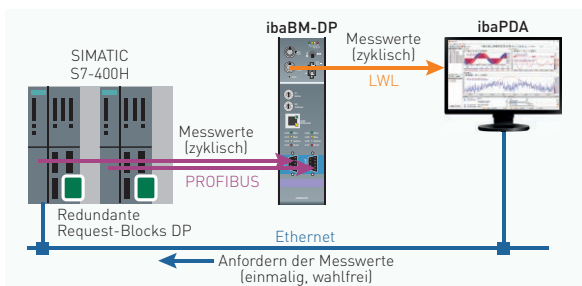 ibaBM-DP
ibaPDA
SIMATIC
S7-400H
Messwerte
(zyklisch)
LWL
Messwerte
(zyklisch)
PROFIBUS
Redundante
Request-Blocks DP
Ethernet
Anfordern der Messwerte
(einmalig, wahlfrei)